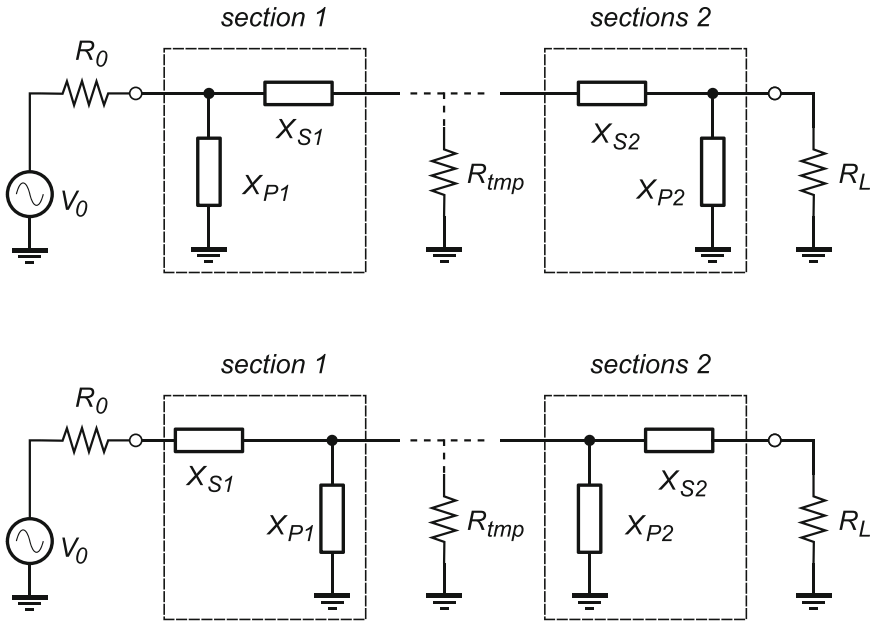 section 1
sections 2
R0
XS1
XS2
Rtmp
RL
V0
XP1
XP2
section 1
sections 2
R0
XS1
XS2
XP1
Rtmp
XP2
RL
V0